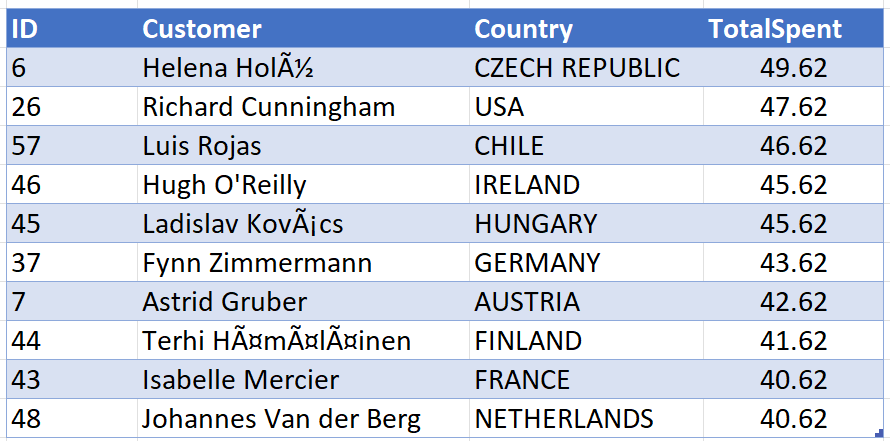 ID Customer Country TotalSpent
6 Helena HolÃ½ CZECH REPUBLIC 49.62
26 Richard Cunningham USA 47.62
57 Luis Rojas CHILE 46.62
46 Hugh O'Reilly IRELAND 45.62
45 Ladislav KovÃ¡cs HUNGARY 45.62
37 Fynn Zimmermann GERMANY 43.62
7 Astrid Gruber AUSTRIA 42.62
44 Terhi HÃ¤mÃ¤lÃ¤inen FINLAND 41.62
43 Isabelle Mercier FRANCE 40.62
48 Johannes Van der Berg NETHERLANDS 40.62